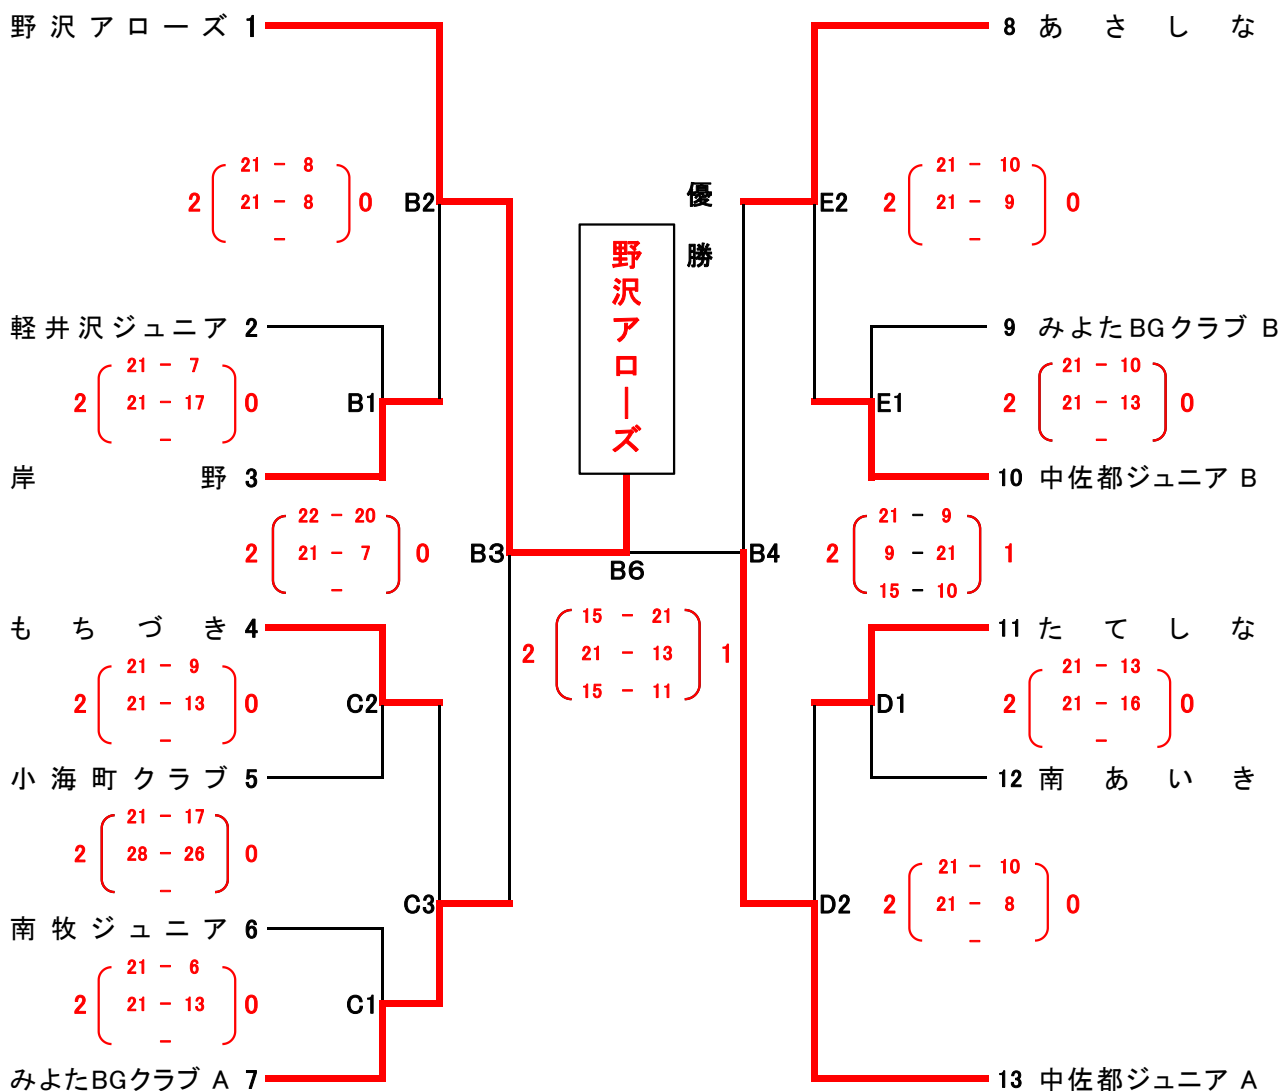 野沢アローズ 1
8 あさしな
2 21 - 8 0
21 - 8
-
B2
優勝
野沢アローズ
E2
2 21 - 10 0
21 - 9
-
軽井沢ジュニア 2
9 みよたBGクラブ B
2 21 - 7 0
21 - 17
-
B1
E1
2 21 - 10 0
21 - 13
-
岸野 3
10 中佐都ジュニア B
2 22 - 20 0
21 - 7
-
B3
B6
B4
2 21 - 9 1
9 - 21
15 - 10
もちづき 4
2 15 - 21 1
21 - 13
15 - 11
11 たてしな
2 21 - 9 0
21 - 13
-
C2
D1
2 21 - 13 0
21 - 16
-
小海町クラブ 5
12 南あいき
2 21 - 17 0
28 - 26
-
C3
D2
2 21 - 10 0
21 - 8
-
南牧ジュニア 6
2 21 - 6 0
21 - 13
-
C1
みよたBGクラブ A 7
13 中佐都ジュニア A